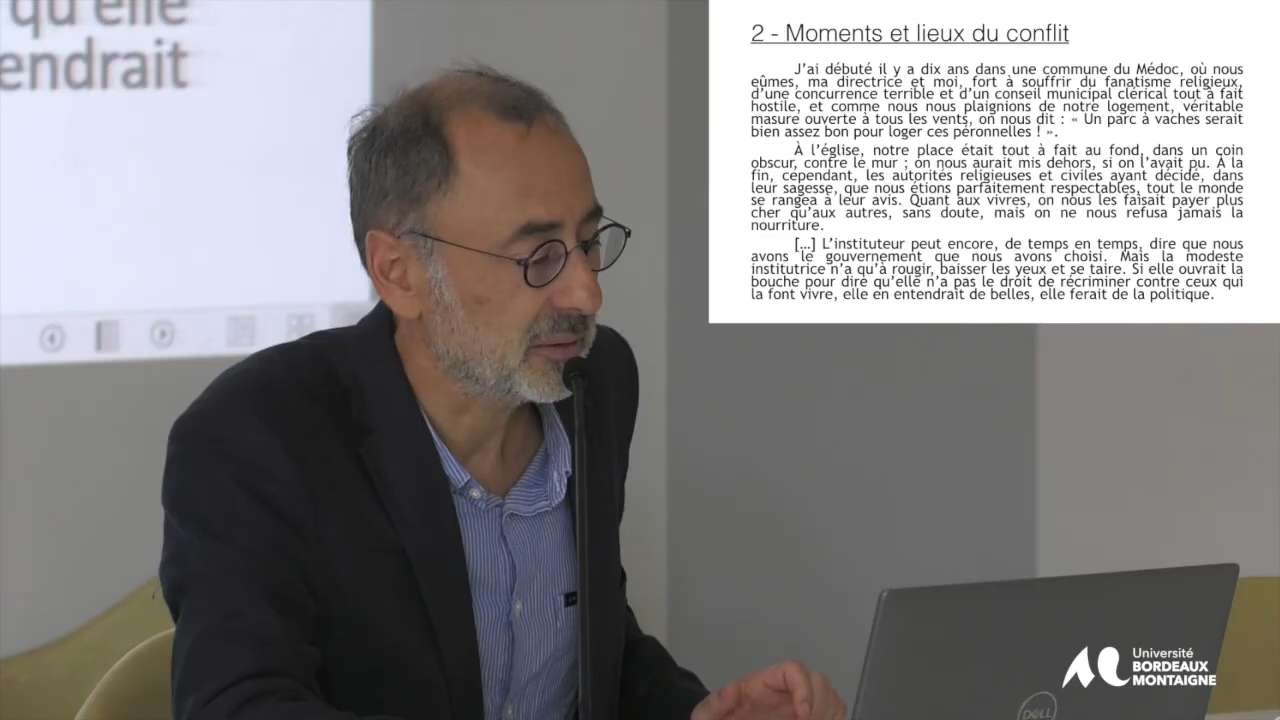 qu'elle
endrait
2 - Moments et lieux du conflit
J'ai débuté il y a dix ans dans une commune du Médoc, où nous
eûmes, ma directrice et moi, fort à souffrir du fanatisme religieux,
d'une concurrence terrible et d'un conseil municipal clérical tout à fait
hostile, et comme nous nous plaignions de notre logement, véritable
masure ouverte à tous les vents, on nous dit : « Un parc à vaches serait
bien assez bon pour loger ces péronnelles ! ».
À l'église, notre place était tout à fait au fond, dans un coin
obscur, contre le mur ; on nous aurait mis dehors, si on l'avait pu. À la
fin, cependant, les autorités religieuses et civiles ayant décidé, dans
leur sagesse, que nous étions parfaitement respectables, tout le monde
se rangea à leur avis. Quant aux vivres, on nous les faisait payer plus
cher qu'aux autres, sans doute, mais on ne nous refusa jamais la
nourriture.
[…] L'instituteur peut encore, de temps en temps, dire que nous
avons le gouvernement que nous avons choisi. Mais la modeste
institutrice n'a qu'à rougir, baisser les yeux et se taire. Si elle ouvrait la
bouche pour dire qu'elle n'a pas le droit de récriminer contre ceux qui
la font vivre, elle en entendrait de belles, elle ferait de la politique.
Université
BORDEAUX
MONTAIGNE
DELL